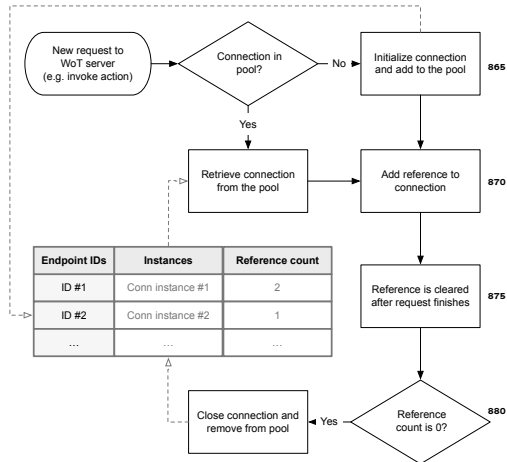 New request to
WoT server
(e.g. invoke action)
Connection in
pool?
No
Initialize connection
and add to the pool
865
Yes
Retrieve connection
from the pool
Add reference to
connection
870
Endpoint IDs Instances Reference count
ID #1 Conn instance #1 2
ID #2 Conn instance #2 1
... ... ...
Reference is cleared
after request finishes
875
Close connection and
remove from pool
Yes
Reference
count is 0?
880